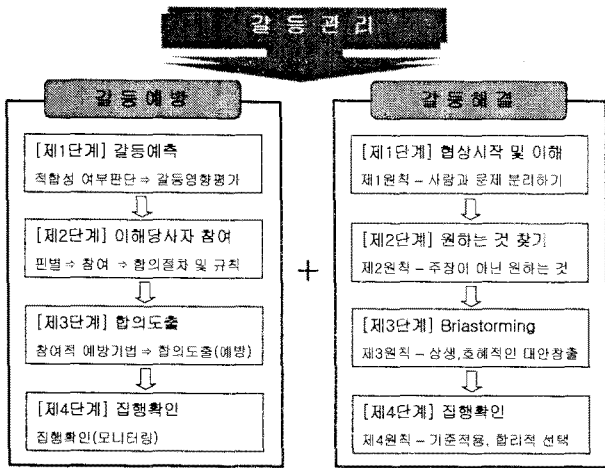 갈등관리
갈등예방
[제1단계] 갈등예측
적합성 여부판단⇒ 갈등영향평가
[제2단계] 이해당사자 참여
핀별⇒ 참여 ⇒ 합의절차 및 규칙
[제3단계] 합의도출
참여적 예방기법⇒ 합의도출(예방)
[제4단계] 집행확인
집행확인(모니터링)
+
갈등해결
[제1단계] 협상시작 및 이해
제1원칙 – 사람과 문제 분리하기
[제2단계] 원하는 것 찾기
제2원칙 – 주장이 아닌 원하는 것
[제3단계] Briastorming
제3원칙 – 상생,호혜적인 대안창출
[제4단계] 집행확인
제4원칙 – 기준적용, 합리적 선택